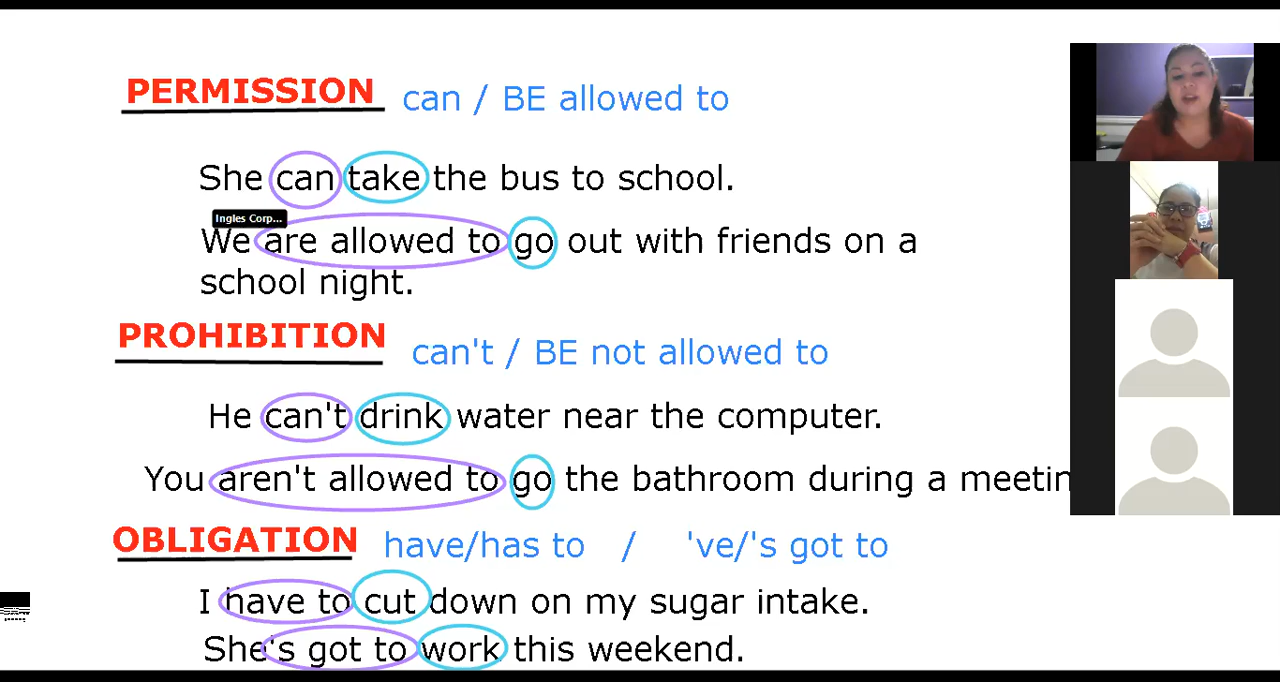 PERMISSION can / BE allowed to
She can take the bus to school.
Ingles Corp...
We are allowed to go out with friends on a
school night.
PROHIBITION can't / BE not allowed to
He can't drink water near the computer.
You aren't allowed to go the bathroom during a meetin
OBLIGATION have/has to / 've/'s got to
I have to cut down on my sugar intake.
She's got to work this weekend.